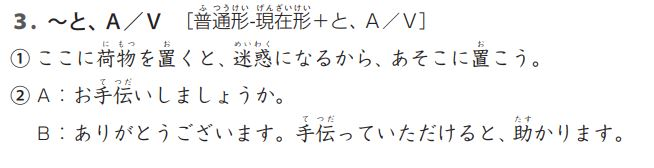 3. ～と、A／V ［普通形-現在形＋と、A／V］
① ここに荷物を置くと、迷惑になるから、あそこに置こう。
② A：お手伝いしましょうか。
B：ありがとうございます。手伝っていただけると、助かります。